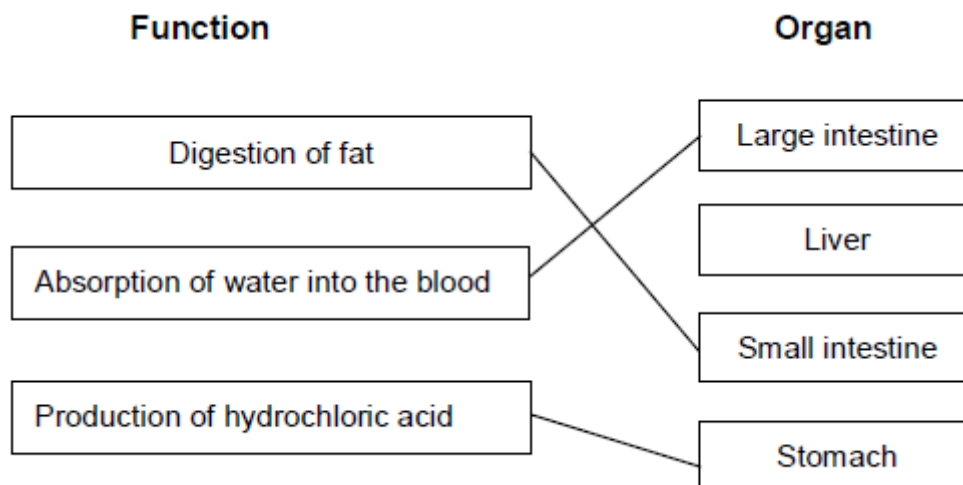 Function
Organ
Digestion of fat
Large intestine
Absorption of water into the blood
Liver
Small intestine
Production of hydrochloric acid
Stomach